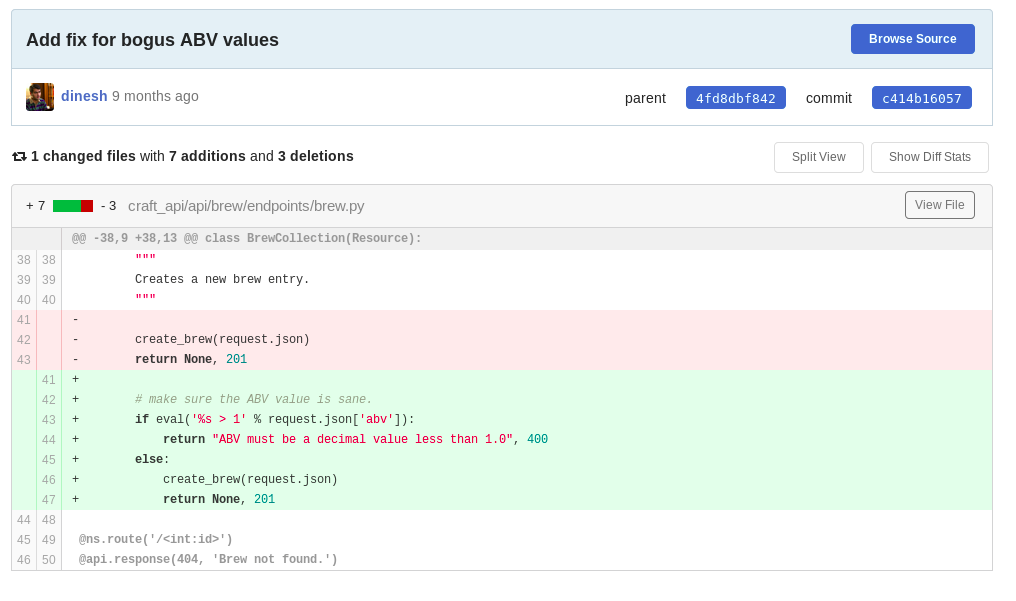 Add fix for bogus ABV values
Browse Source
dinesh 9 months ago
parent 4fd8dbf842 commit c414b16057
1 changed files with 7 additions and 3 deletions
Split View
Show Diff Stats
+ 7 - 3 craft_api/api/brew/endpoints/brew.py
View File
@@ -38,9 +38,13 @@ class BrewCollection(Resource):
38 38 """
39 39 Creates a new brew entry.
40 40 """
41 -
42 - create_brew(request.json)
43 - return None, 201
41 +
42 + # make sure the ABV value is sane.
43 + if eval('%s > 1' % request.json['abv']):
44 + return "ABV must be a decimal value less than 1.0", 400
45 + else:
46 + create_brew(request.json)
47 + return None, 201
44 48
45 49 @ns.route('/<int:id>')
46 50 @api.response(404, 'Brew not found.')